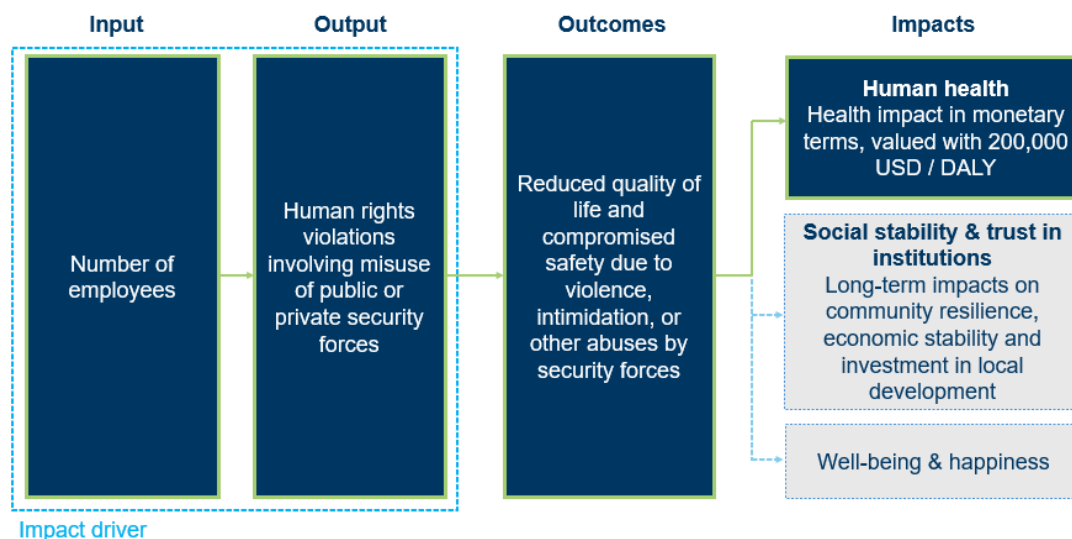 Input
Output
Outcomes
Impacts
Number of
employees
Human rights
violations
involving misuse
of public or
private security
forces
Reduced quality of
life and
compromised
safety due to
violence,
intimidation, or
other abuses by
security forces
Human health
Health impact in monetary
terms, valued with 200,000
USD / DALY
Social stability & trust in
institutions
Long-term impacts on
community resilience,
economic stability and
investment in local
development
Well-being & happiness
Impact driver